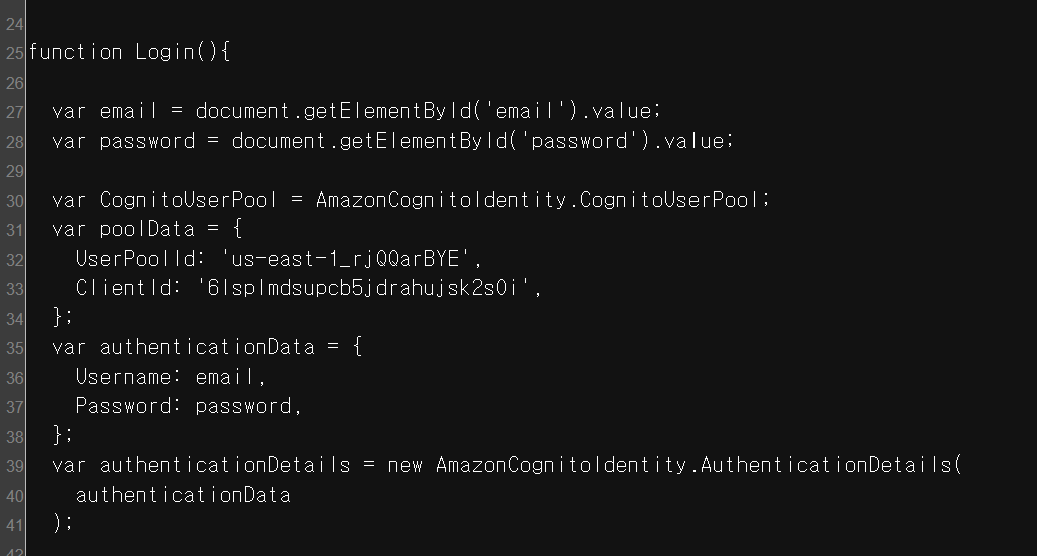 24
25 function Login(){
26
27 var email = document.getElementById('email').value;
28 var password = document.getElementById('password').value;
29
30 var CognitoUserPool = AmazonCognitoIdentity.CognitoUserPool;
31 var poolData = {
32 UserPoolId: 'us-east-1_rjQQarBYE',
33 ClientId: '6lsplmdsupcb5jdrahujsk2s0i',
34 };
35 var authenticationData = {
36 Username: email,
37 Password: password,
38 };
39 var authenticationDetails = new AmazonCognitoIdentity.AuthenticationDetails(
40 authenticationData
41 );
42